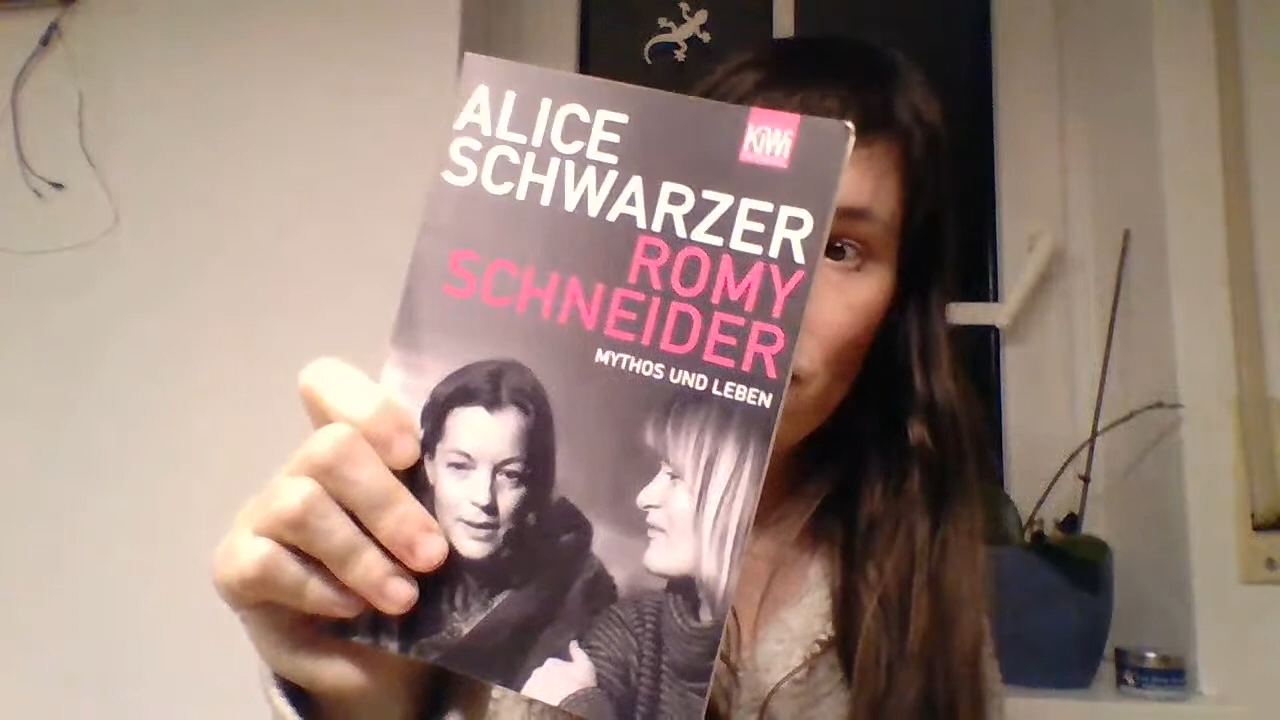 ALICE
SCHWARZER
KiWi
ROMY
SCHNEIDER
MYTHOS UND LEBEN